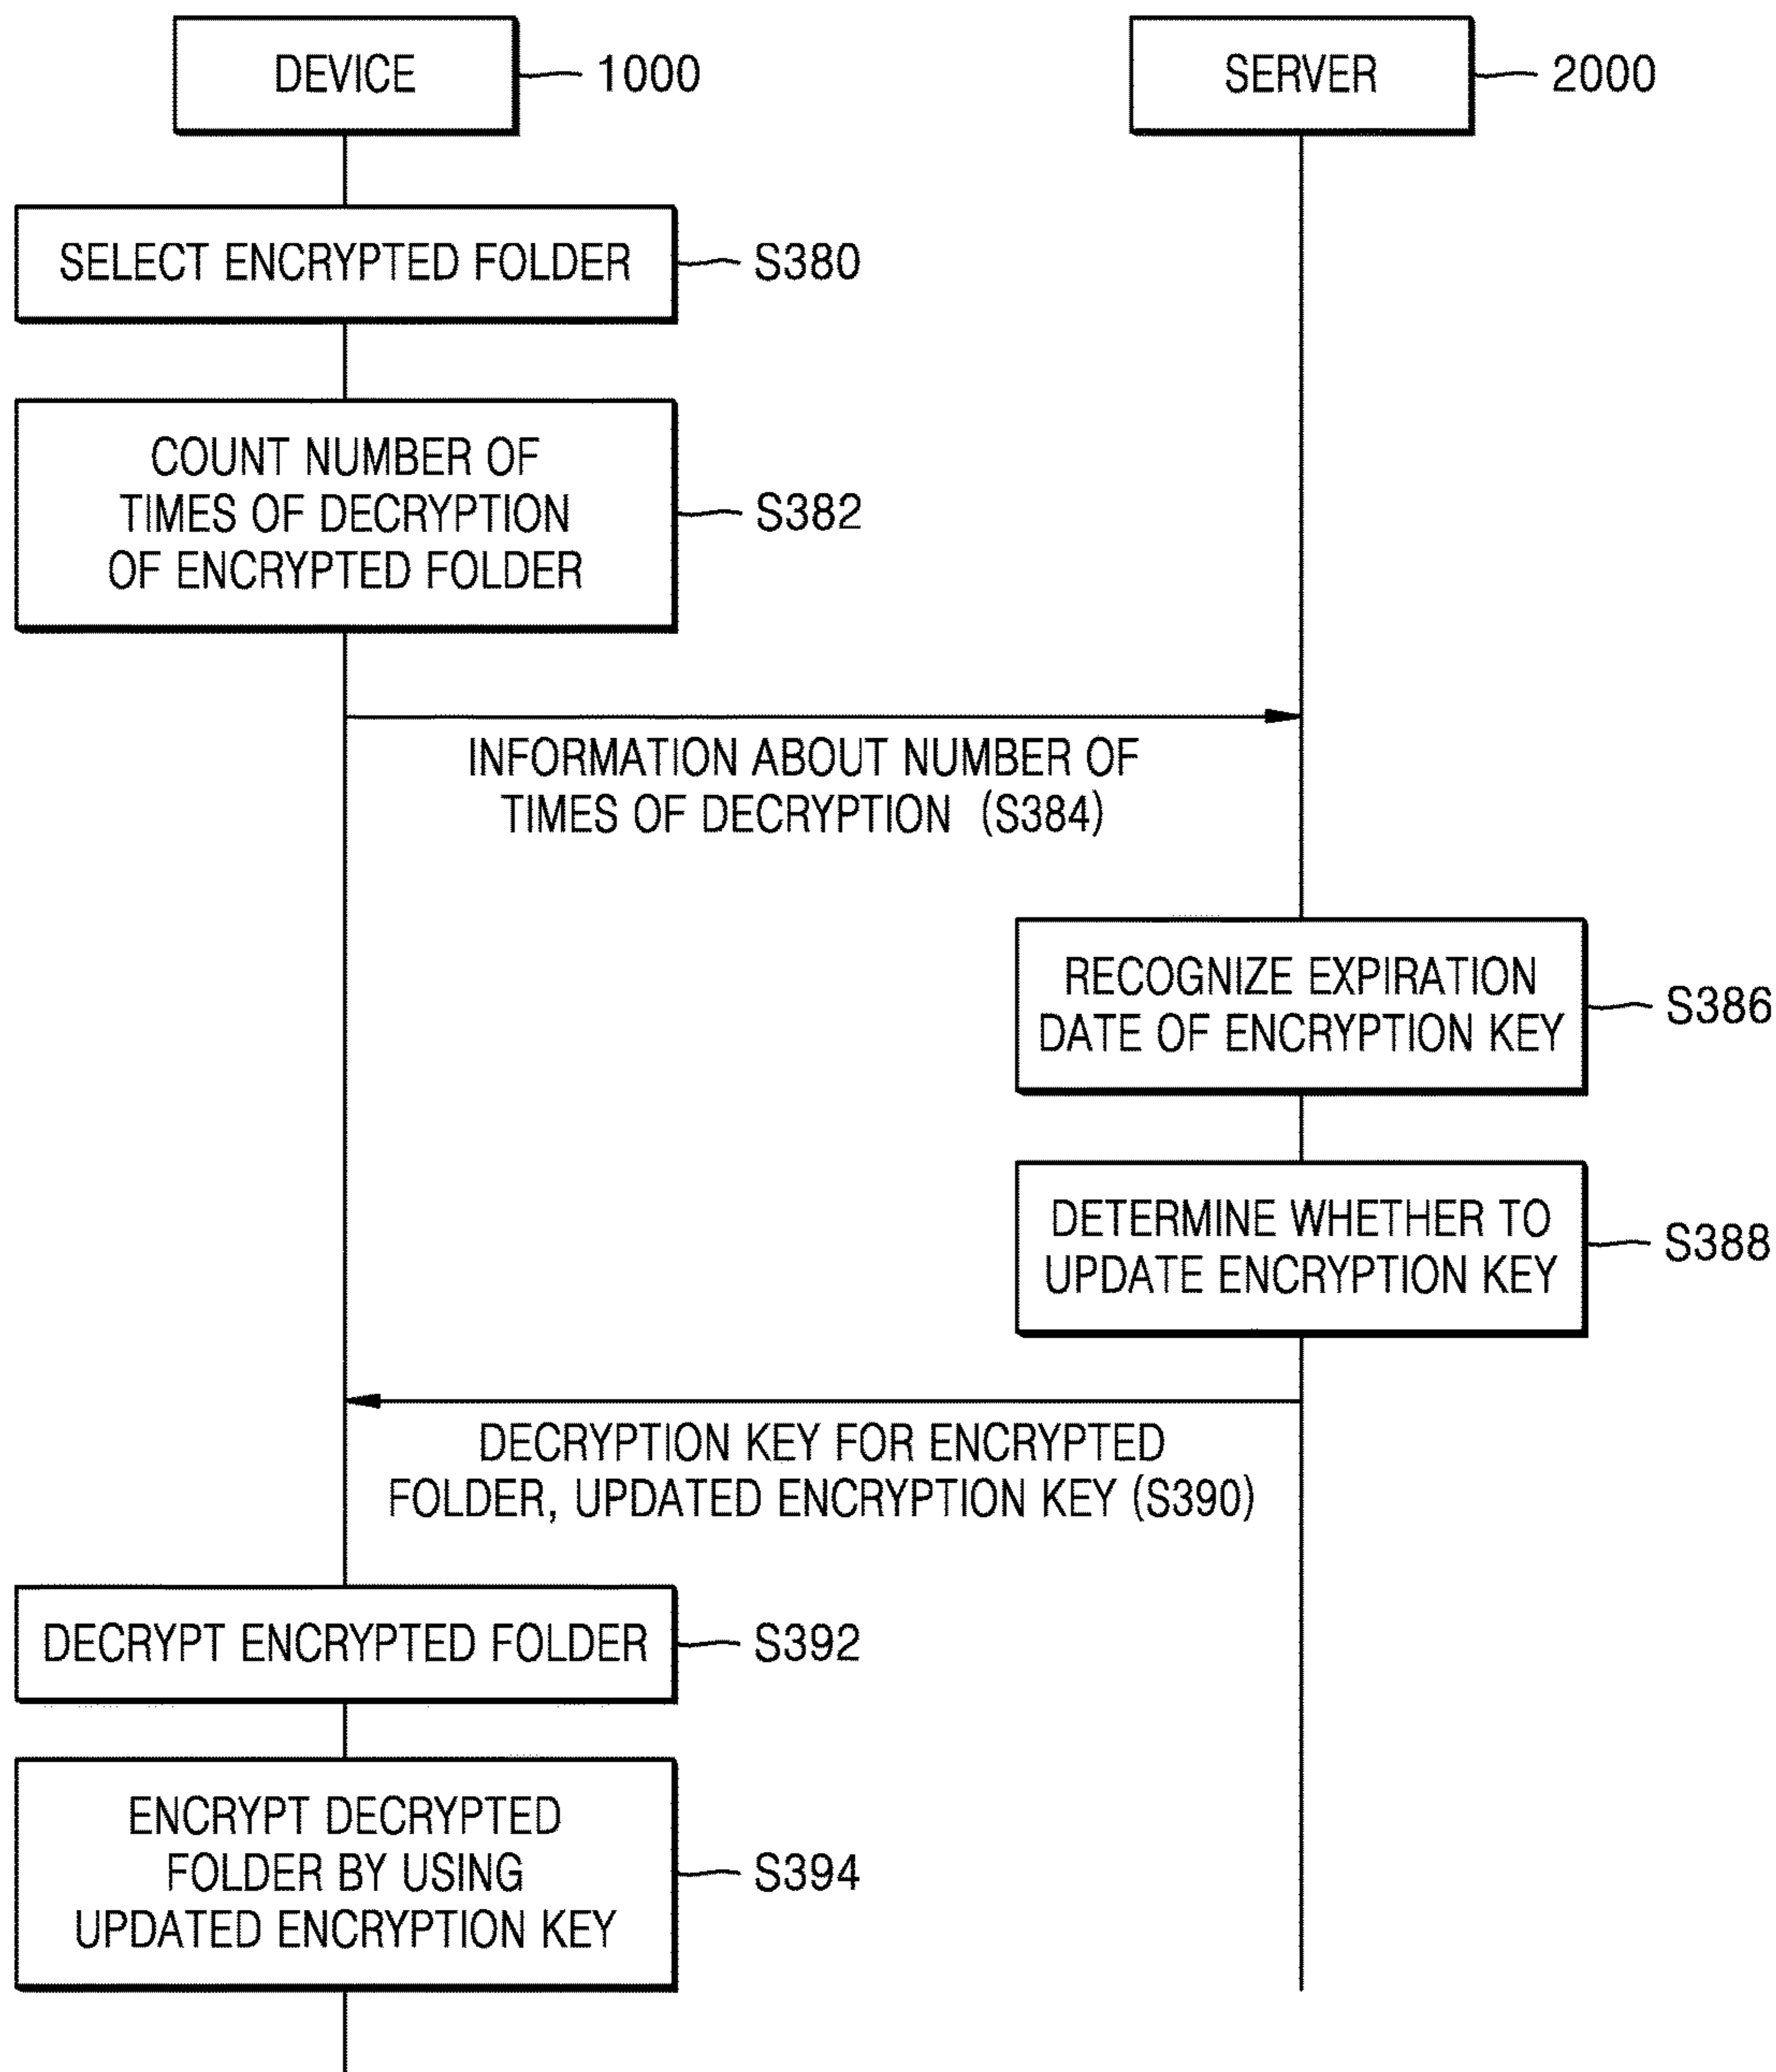 DEVICE
1000
SERVER
2000
SELECT ENCRYPTED FOLDER
S380
COUNT NUMBER OF
TIMES OF DECRYPTION
OF ENCRYPTED FOLDER
S382
INFORMATION ABOUT NUMBER OF
TIMES OF DECRYPTION (S384)
RECOGNIZE EXPIRATION
DATE OF ENCRYPTION KEY
S386
DETERMINE WHETHER TO
UPDATE ENCRYPTION KEY
S388
DECRYPTION KEY FOR ENCRYPTED
FOLDER, UPDATED ENCRYPTION KEY (S390)
DECRYPT ENCRYPTED FOLDER
S392
ENCRYPT DECRYPTED
FOLDER BY USING
UPDATED ENCRYPTION KEY
S394